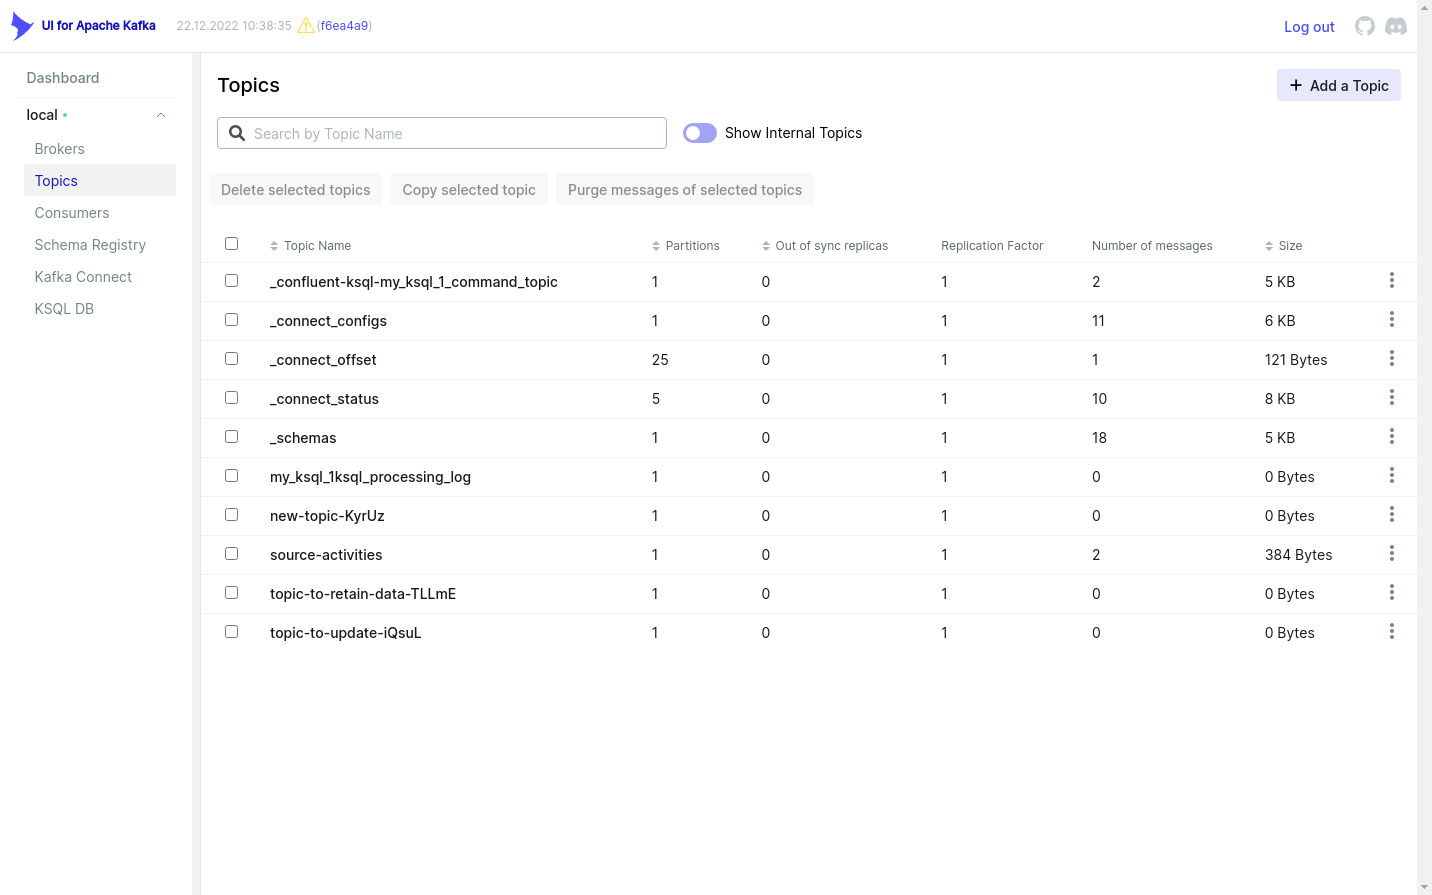 UI for Apache Kafka 22.12.2022 10:38:35 (f6ea4a9) Log out
Dashboard
local
Brokers
Topics
Consumers
Schema Registry
Kafka Connect
KSQL DB
Topics
Add a Topic
Search by Topic Name Show Internal Topics
Delete selected topics Copy selected topic Purge messages of selected topics
Topic Name Partitions Out of sync replicas Replication Factor Number of messages Size
_confluent-ksql-my_ksql_1_command_topic 1 0 1 2 5 KB
_connect_configs 1 0 1 11 6 KB
_connect_offset 25 0 1 1 121 Bytes
_connect_status 5 0 1 10 8 KB
_schemas 1 0 1 18 5 KB
my_ksql_1ksql_processing_log 1 0 1 0 0 Bytes
new-topic-KyrUz 1 0 1 0 0 Bytes
source-activities 1 0 1 2 384 Bytes
topic-to-retain-data-TLLmE 1 0 1 0 0 Bytes
topic-to-update-iQsuL 1 0 1 0 0 Bytes